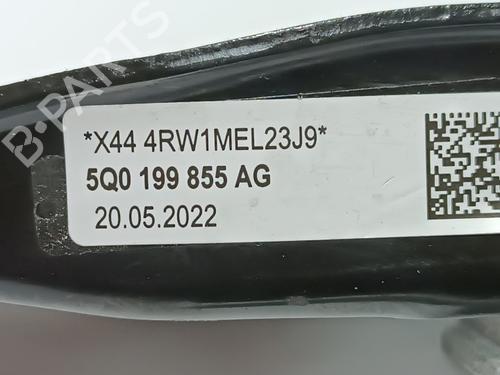 B-PARTS
*X44 4RW1MEL23J9*
5Q0 199 855 AG
20.05.2022